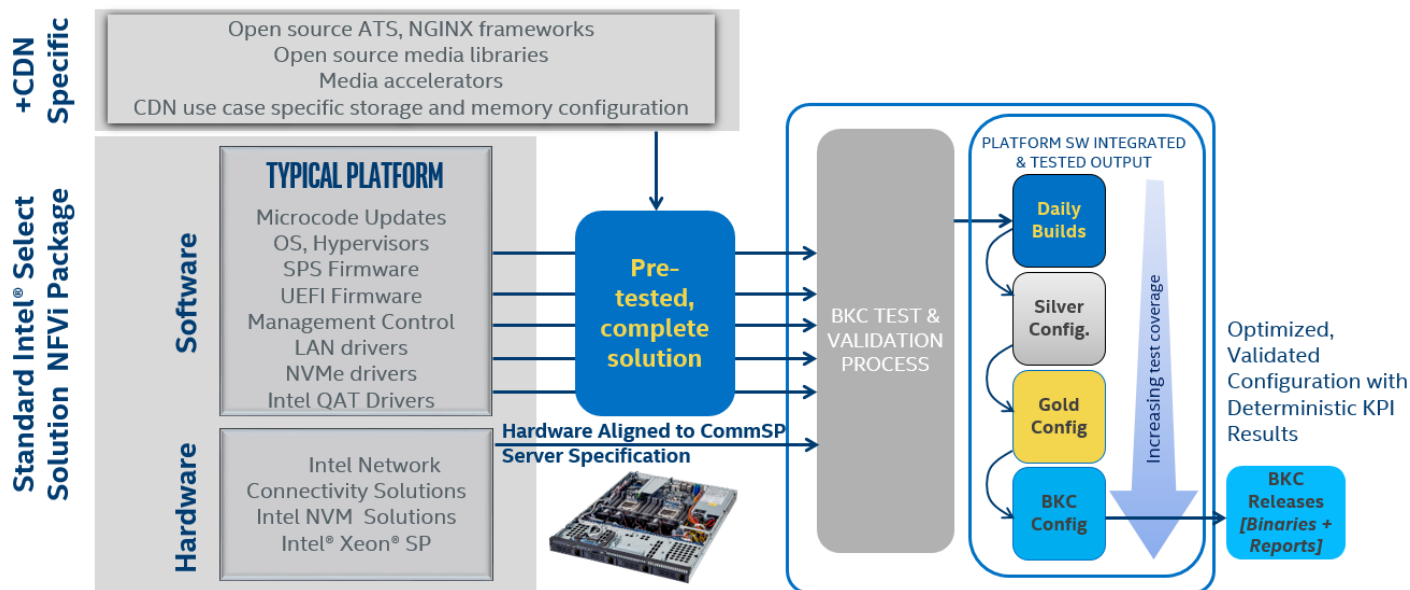 +CDN
Specific
Open source ATS, NGINX frameworks
Open source media libraries
Media accelerators
CDN use case specific storage and memory configuration
Standard Intel® Select
Solution NFVi Package
Software
TYPICAL PLATFORM
Microcode Updates
OS, Hypervisors
SPS Firmware
UEFI Firmware
Management Control
LAN drivers
NVMe drivers
Intel QAT Drivers
Hardware
Intel Network
Connectivity Solutions
Intel NVM Solutions
Intel® Xeon® SP
Pre-
tested,
complete
solution
Hardware Aligned to CommSP
Server Specification
BKC TEST &
VALIDATION
PROCESS
PLATFORM SW INTEGRATED
& TESTED OUTPUT
Daily
Builds
Silver
Config.
Gold
Config
BKC
Config
Increasing test coverage
Optimized,
Validated
Configuration with
Deterministic KPI
Results
BKC
Releases
[Binaries +
Reports]